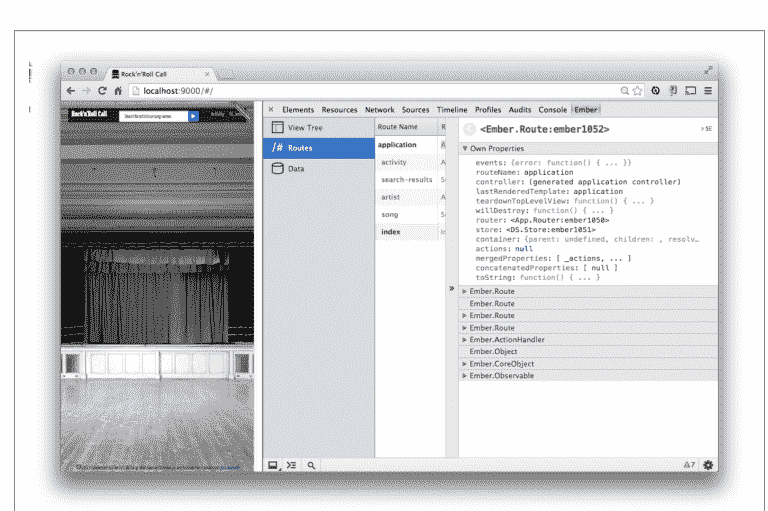 Rock'n'Roll Call
localhost:9000/#/
Rock'n'Roll Call
Activity
× Elements Resources Network Sources Timeline Profiles Audits Console Ember
View Tree
/# Routes
Data
Route Name R
application A
activity A
search-results S
artist A
song S
index
<Ember.Route:ember1052> >$E
▼ Own Properties
events: {error: function() { ... }}
routeName: application
controller: (generated application controller)
lastRenderedTemplate: application
teardownTopLevelView: function() { ... }
willDestroy: function() { ... }
router: <App.Router:ember1050>
store: <DS.Store:ember1051>
container: {parent: undefined, children: , resolv…
actions: null
mergedProperties: [ _actions, ... ]
concatenatedProperties: [ null ]
toString: function() { ... }
» ▶ Ember.Route
Ember.Route
▶ Ember.Route
▶ Ember.Route
▶ Ember.ActionHandler
Ember.Object
▶ Ember.CoreObject
▶ Ember.Observable
7